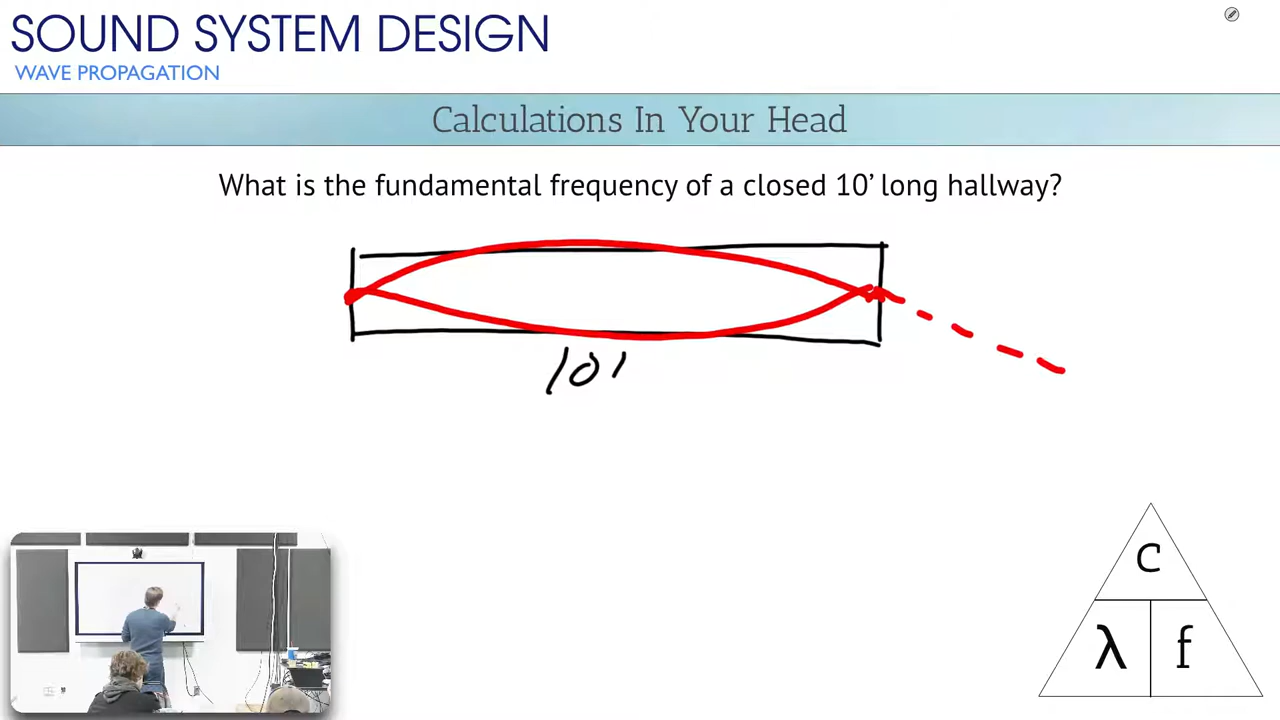 SOUND SYSTEM DESIGN
WAVE PROPAGATION
Calculations In Your Head
What is the fundamental frequency of a closed 10’ long hallway?
10'
c
λ f